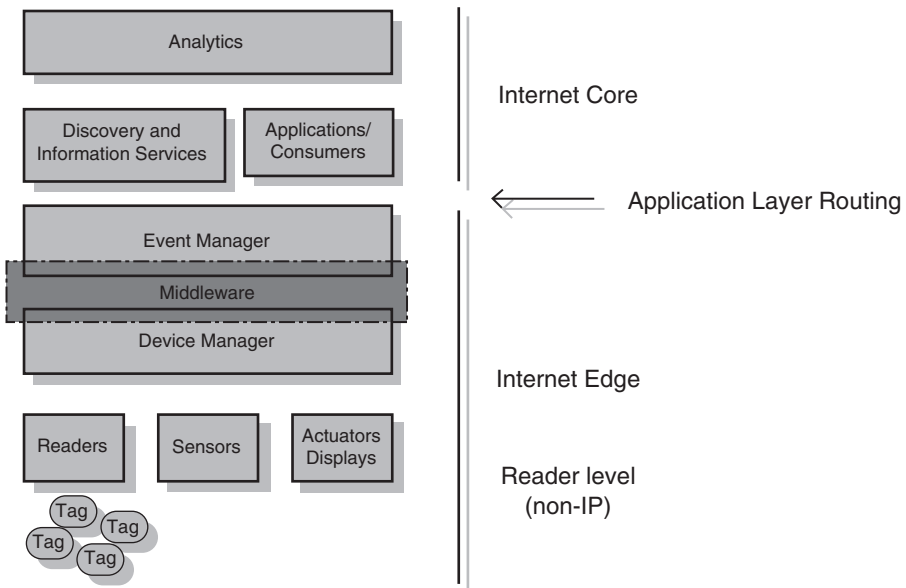 Analytics
Internet Core
Discovery and
Information Services
Applications/
Consumers
Application Layer Routing
Event Manager
Middleware
Device Manager
Internet Edge
Readers
Sensors
Actuators
Displays
Reader level
(non-IP)
Tag
Tag
Tag
Tag